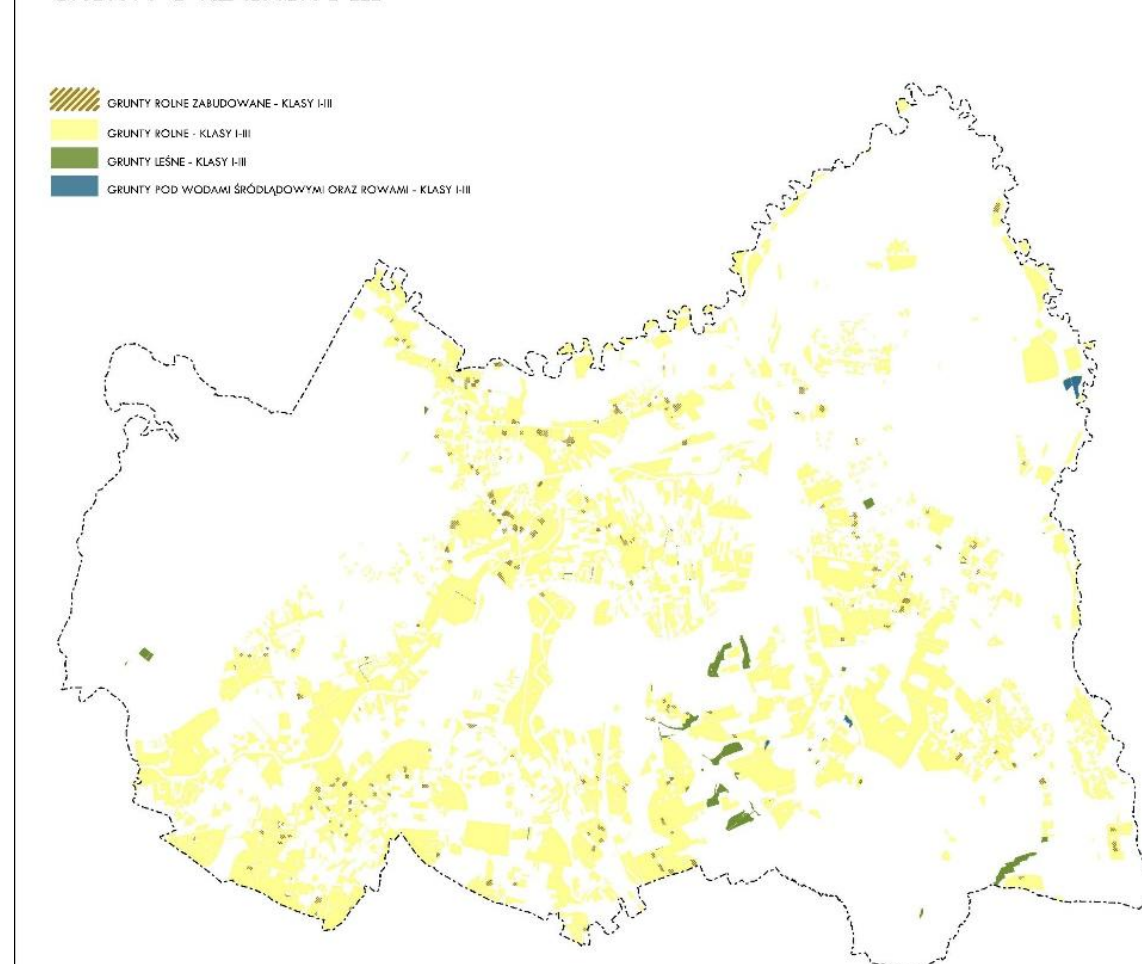 GRUNTY ROLNE ZABUDOWANE - KLASY I-III
GRUNTY ROLNE - KLASY I-III
GRUNTY LEŚNE - KLASY I-III
GRUNTY POD WODAMI ŚRÓDLĄDOWYMI ORAZ ROWAMI - KLASY I-III